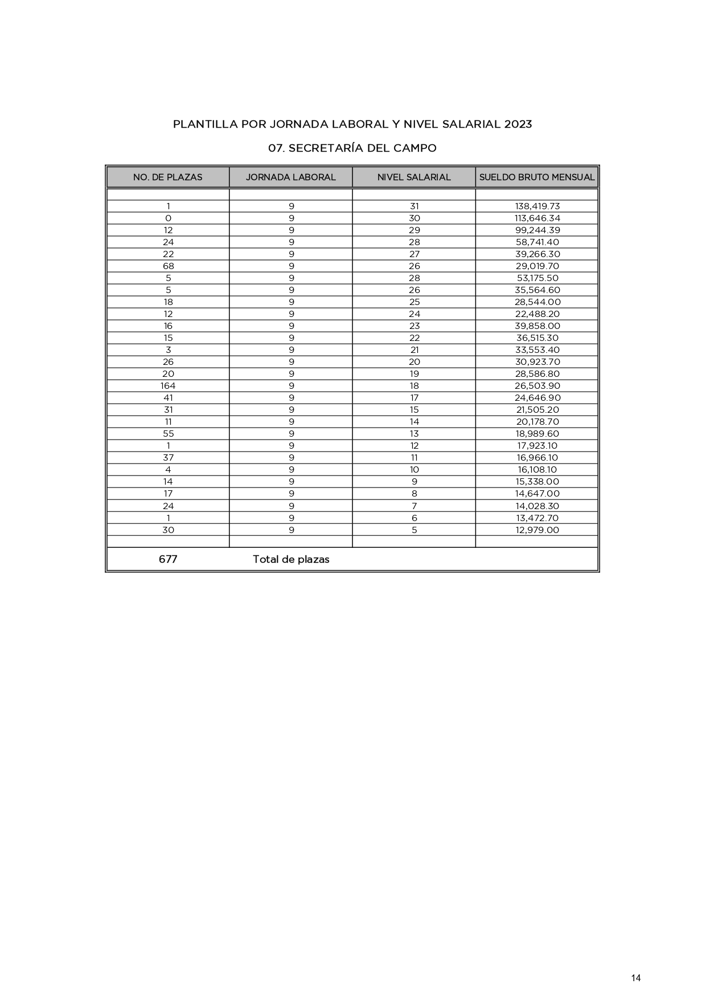 PLANTILLA POR JORNADA LABORAL Y NIVEL SALARIAL 2023
07. SECRETARÍA DEL CAMPO
NO. DE PLAZAS JORNADA LABORAL NIVEL SALARIAL SUELDO BRUTO MENSUAL
1 9 31 138,419.73
0 9 30 113,646.34
12 9 29 99,244.39
24 9 28 58,741.40
22 9 27 39,266.30
68 9 26 29,019.70
5 9 28 53,175.50
5 9 26 35,564.60
18 9 25 28,544.00
12 9 24 22,488.20
16 9 23 39,858.00
15 9 22 36,515.30
3 9 21 33,553.40
26 9 20 30,923.70
20 9 19 28,586.80
164 9 18 26,503.90
41 9 17 24,646.90
31 9 15 21,505.20
11 9 14 20,178.70
55 9 13 18,989.60
1 9 12 17,923.10
37 9 11 16,966.10
4 9 10 16,108.10
14 9 9 15,338.00
17 9 8 14,647.00
24 9 7 14,028.30
1 9 6 13,472.70
30 9 5 12,979.00
677 Total de plazas
14